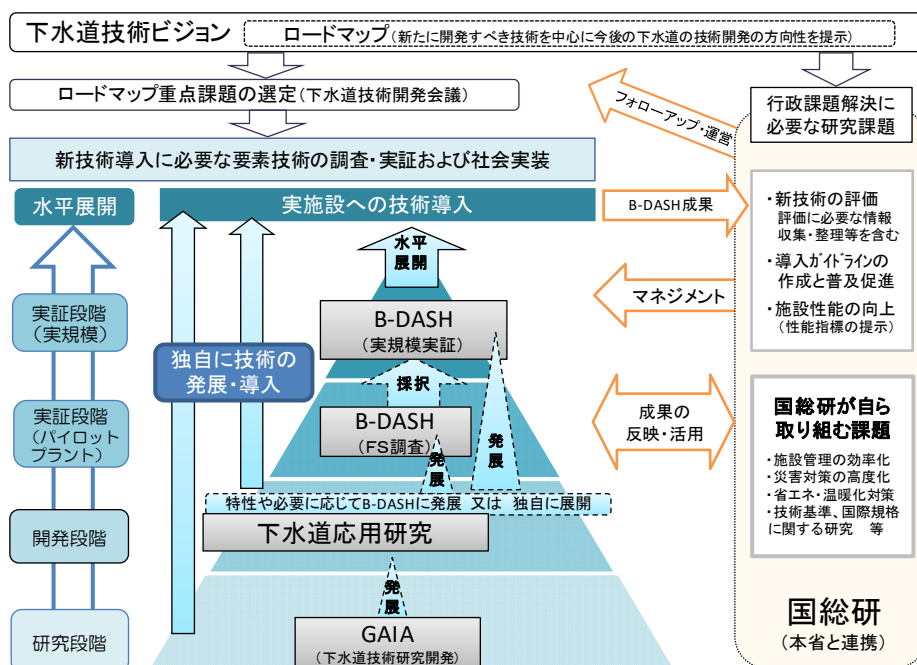 下水道技術ビジョン
ロードマップ(新たに開発すべき技術を中心に今後の下水道の技術開発の方向性を提示)
ロードマップ重点課題の選定(下水道技術開発会議)
フォローアップ・運営
行政課題解決に
必要な研究課題
新技術導入に必要な要素技術の調査・実証および社会実装
水平展開
実施設への技術導入
B-DASH成果
・新技術の評価
評価に必要な情報
収集・整理等を含む
・導入ガイドラインの
作成と普及促進
・施設性能の向上
(性能指標の提示)
水平
展開
マネジメント
実証段階
(実規模)
B-DASH
(実規模実証)
独自に技術の
発展・導入
採択
実証段階
(パイロット
プラント)
B-DASH
(FS調査)
発展
発展
成果の
反映・活用
国総研が自ら
取り組む課題
・施設管理の効率化
・災害対策の高度化
・省エネ・温暖化対策
・技術基準、国際規格
に関する研究 等
特性や必要に応じてB-DASHに発展 又は 独自に展開
開発段階
下水道応用研究
発展
研究段階
GAIA
(下水道技術研究開発)
国総研
(本省と連携)